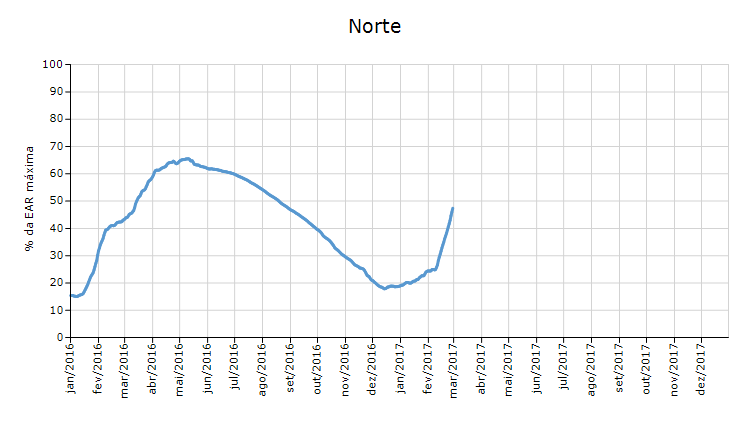 Norte
% da EAR máxima
100
90
80
70
60
50
40
30
20
10
0
jan/2016
fev/2016
mar/2016
abr/2016
mai/2016
jun/2016
jul/2016
ago/2016
set/2016
out/2016
nov/2016
dez/2016
jan/2017
fev/2017
mar/2017
abr/2017
mai/2017
jun/2017
jul/2017
ago/2017
set/2017
out/2017
nov/2017
dez/2017